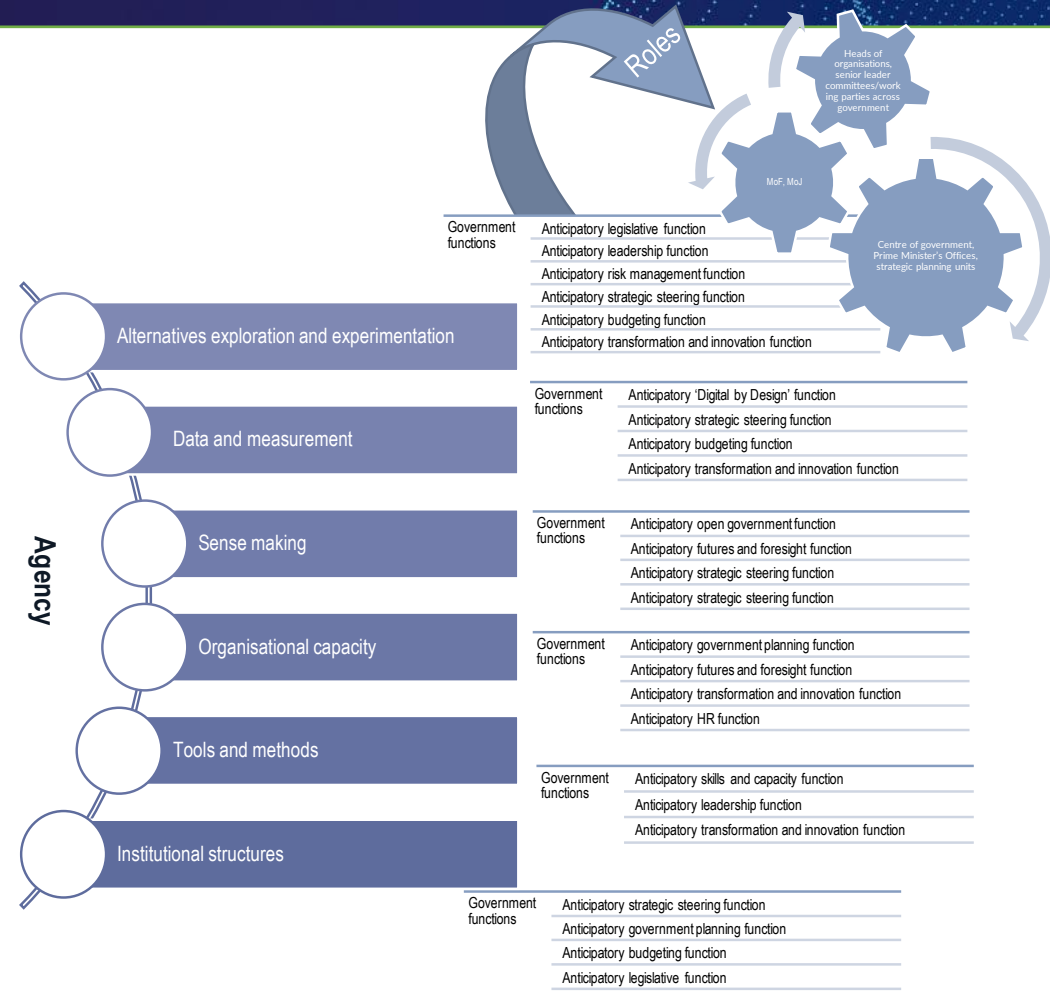 Roles
Heads of
organisations,
senior leader
committees/work
ing parties across
government
MoF, MoJ
Centre of government,
Prime Minister's Offices,
strategic planning units
Government
functions
Anticipatory legislative function
Anticipatory leadership function
Anticipatory risk management function
Anticipatory strategic steering function
Anticipatory budgeting function
Anticipatory transformation and innovation function
Alternatives exploration and experimentation
Government
functions
Anticipatory ‘Digital by Design’ function
Anticipatory strategic steering function
Anticipatory budgeting function
Anticipatory transformation and innovation function
Data and measurement
Government
functions
Anticipatory open government function
Anticipatory futures and foresight function
Anticipatory strategic steering function
Anticipatory strategic steering function
Sense making
Agency
Government
functions
Anticipatory government planning function
Anticipatory futures and foresight function
Anticipatory transformation and innovation function
Anticipatory HR function
Organisational capacity
Tools and methods
Government
functions
Anticipatory skills and capacity function
Anticipatory leadership function
Anticipatory transformation and innovation function
Institutional structures
Government
functions
Anticipatory strategic steering function
Anticipatory government planning function
Anticipatory budgeting function
Anticipatory legislative function